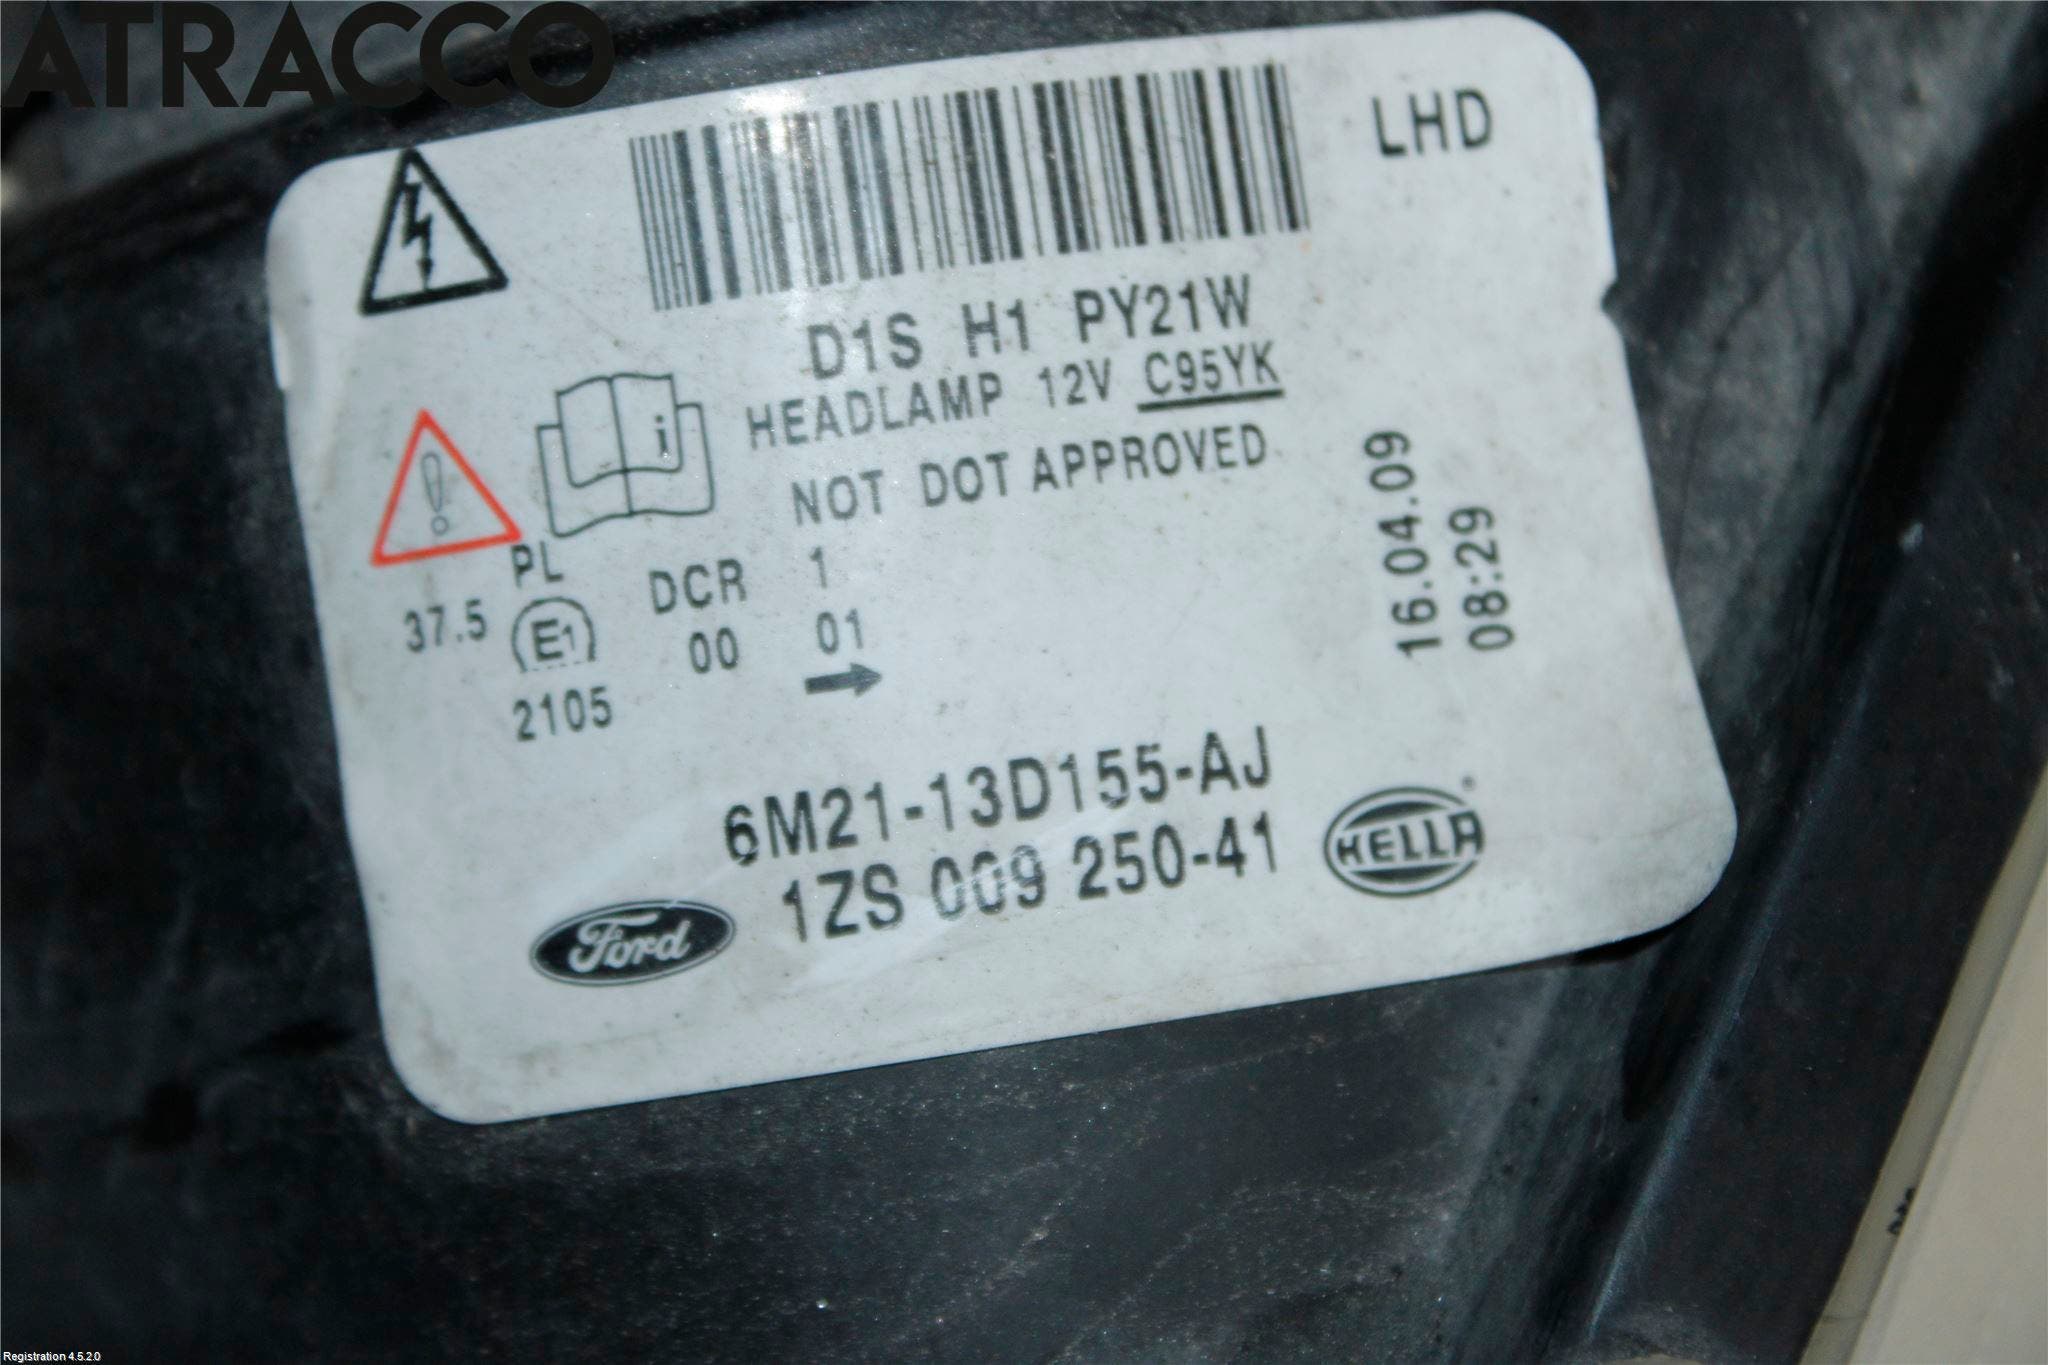 ATRACCO
LHD
D1S H1 PY21W
HEADLAMP 12V C95YK
NOT DOT APPROVED
i
PL
DCR 1
37.5 E1 00 01
2105
16.04.09
08:29
6M21-13D155-AJ
1ZS 009 250-41
Ford
HELLA
Registration 4.5.2.0